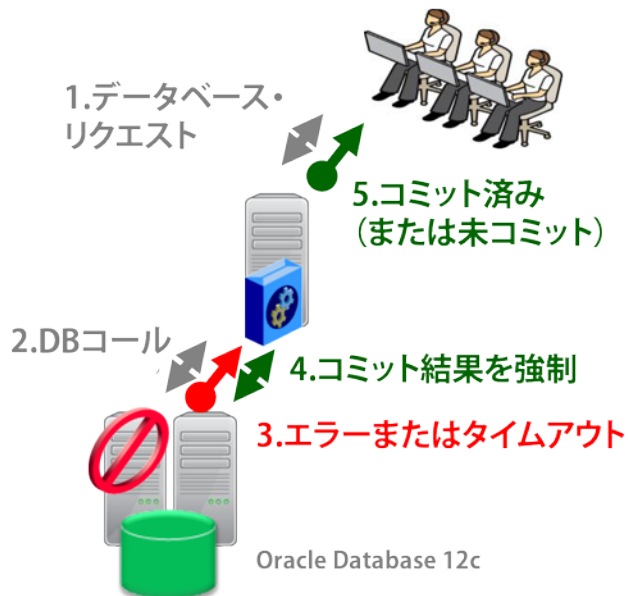 1.データベース・
リクエスト
5.コミット済み
（または未コミット）
2.DBコール
4.コミット結果を強制
3.エラーまたはタイムアウト
Oracle Database 12c